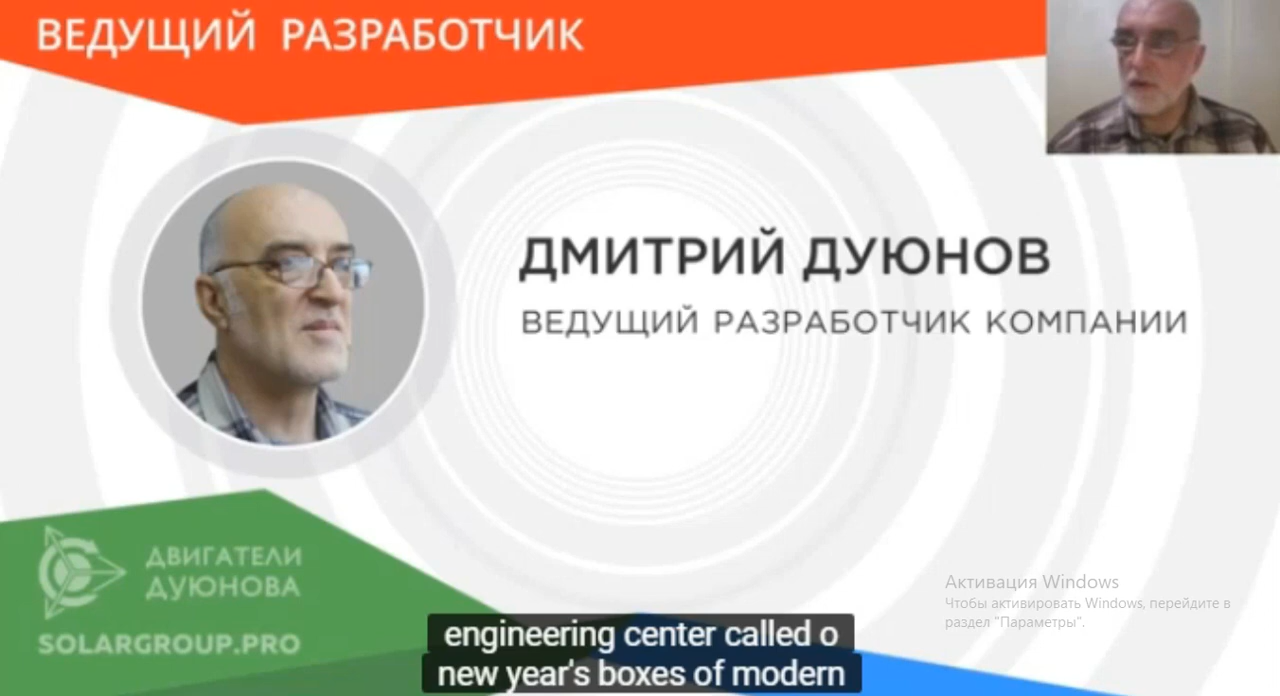 ВЕДУЩИЙ РАЗРАБОТЧИК
ДМИТРИЙ ДУЮНОВ
ВЕДУЩИЙ РАЗРАБОТЧИК КОМПАНИИ
ДВИГАТЕЛИ
ДУЮНОВА
SOLARGROUP.PRO
Активация Windows
Чтобы активировать Windows, перейдите в
раздел "Параметры".
engineering center called o
new year's boxes of modern